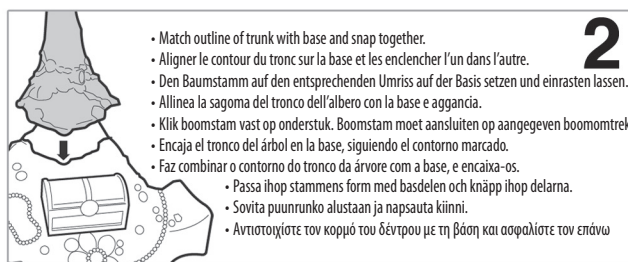 2
• Match outline of trunk with base and snap together.
• Aligner le contour du tronc sur la base et les enclencher l'un dans l'autre.
• Den Baumstamm auf den entsprechenden Umriss auf der Basis setzen und einrasten lassen.
• Allinea la sagoma del tronco dell'albero con la base e aggancia.
• Klik boomstam vast op onderstuk. Boomstam moet aansluiten op aangegeven boomomtrek
• Encaja el tronco del árbol en la base, siguiendo el contorno marcado.
• Faz combinar o contorno do tronco da árvore com a base, e encaixa-os.
• Passa ihop stammens form med basdelen och knäpp ihop delarna.
• Sovita puunrunko alustaan ja napsauta kiinni.
• Αντιστοιχίστε τον κορμό του δέντρου με τη βάση και ασφαλίστε τον επάνω